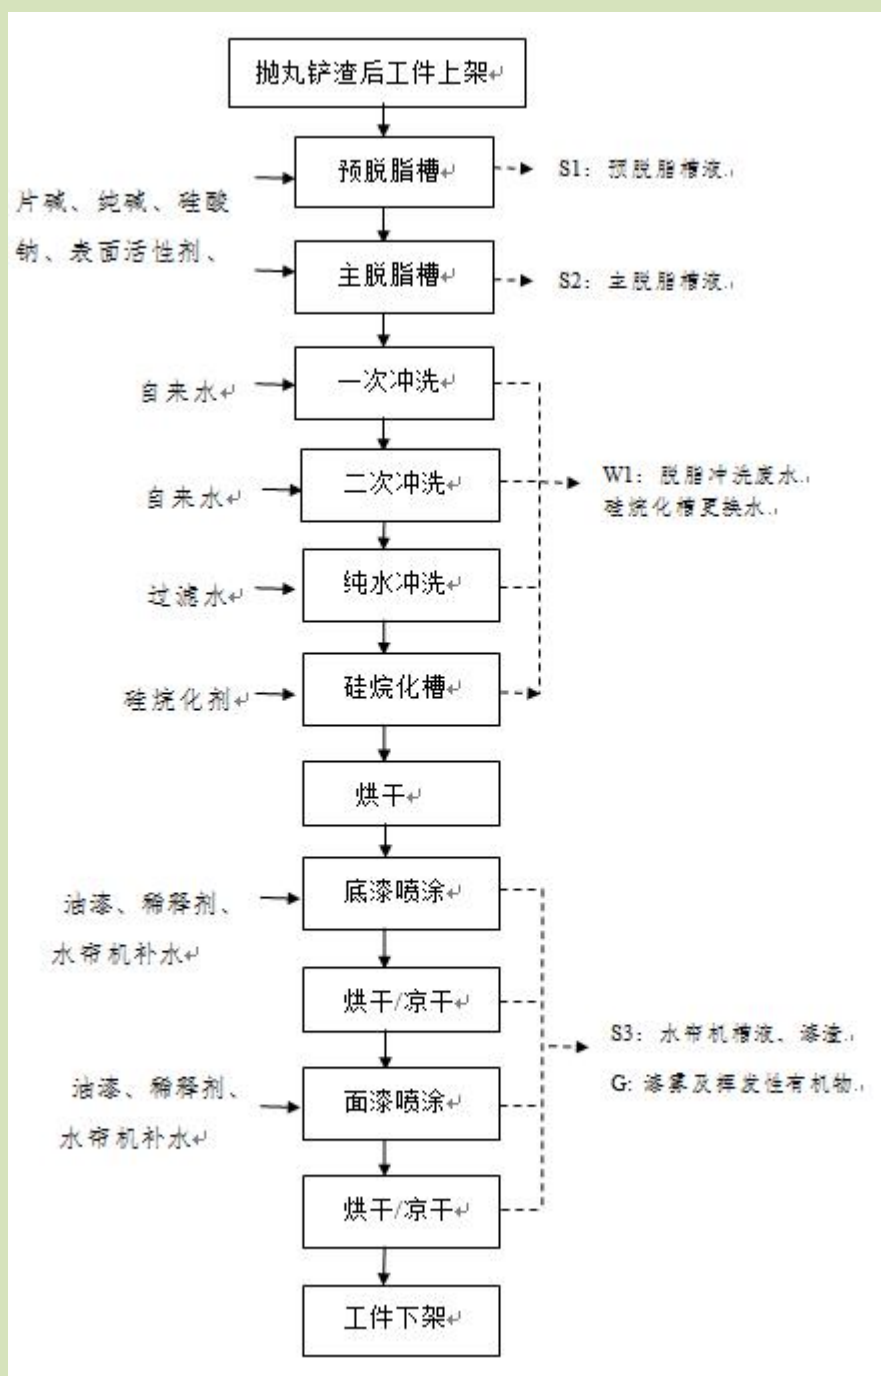 抛丸铲渣后工件上架
预脱脂槽
S1：预脱脂槽液
片碱、纯碱、硅酸
钠、表面活性剂、
主脱脂槽
S2：主脱脂槽液
自来水
一次冲洗
自来水
二次冲洗
W1：脱脂冲洗废水
硅烷化槽更换水
过滤水
纯水冲洗
硅烷化剂
硅烷化槽
烘干
油漆、稀释剂、
水帘机补水
底漆喷涂
烘干/凉干
S3：水帘机槽液、漆渣
G: 漆雾及挥发性有机物
油漆、稀释剂、
水帘机补水
面漆喷涂
烘干/凉干
工件下架